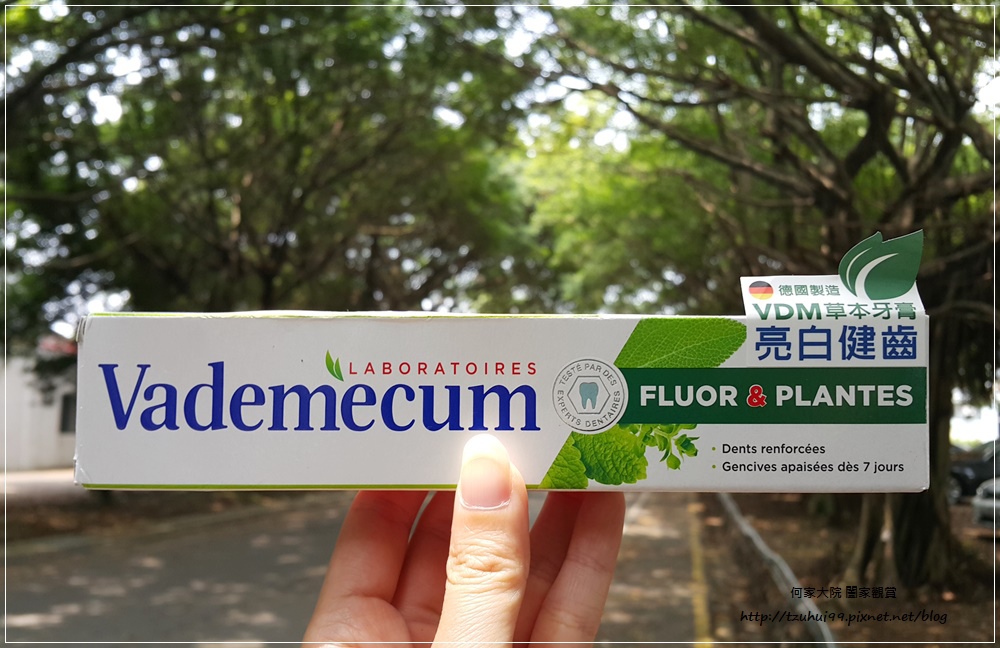 LABORATOIRES
Vademecum
TESTÉ PAR DES
EXPERTS DENTAIRES
德國製造
VDM草本牙膏
亮白健齒
FLUOR & PLANTES
• Dents renforcées
• Gencives apaisées dès 7 jours
何家大院 闔家觀賞
http://tzuhui99.pixnet.net/blog